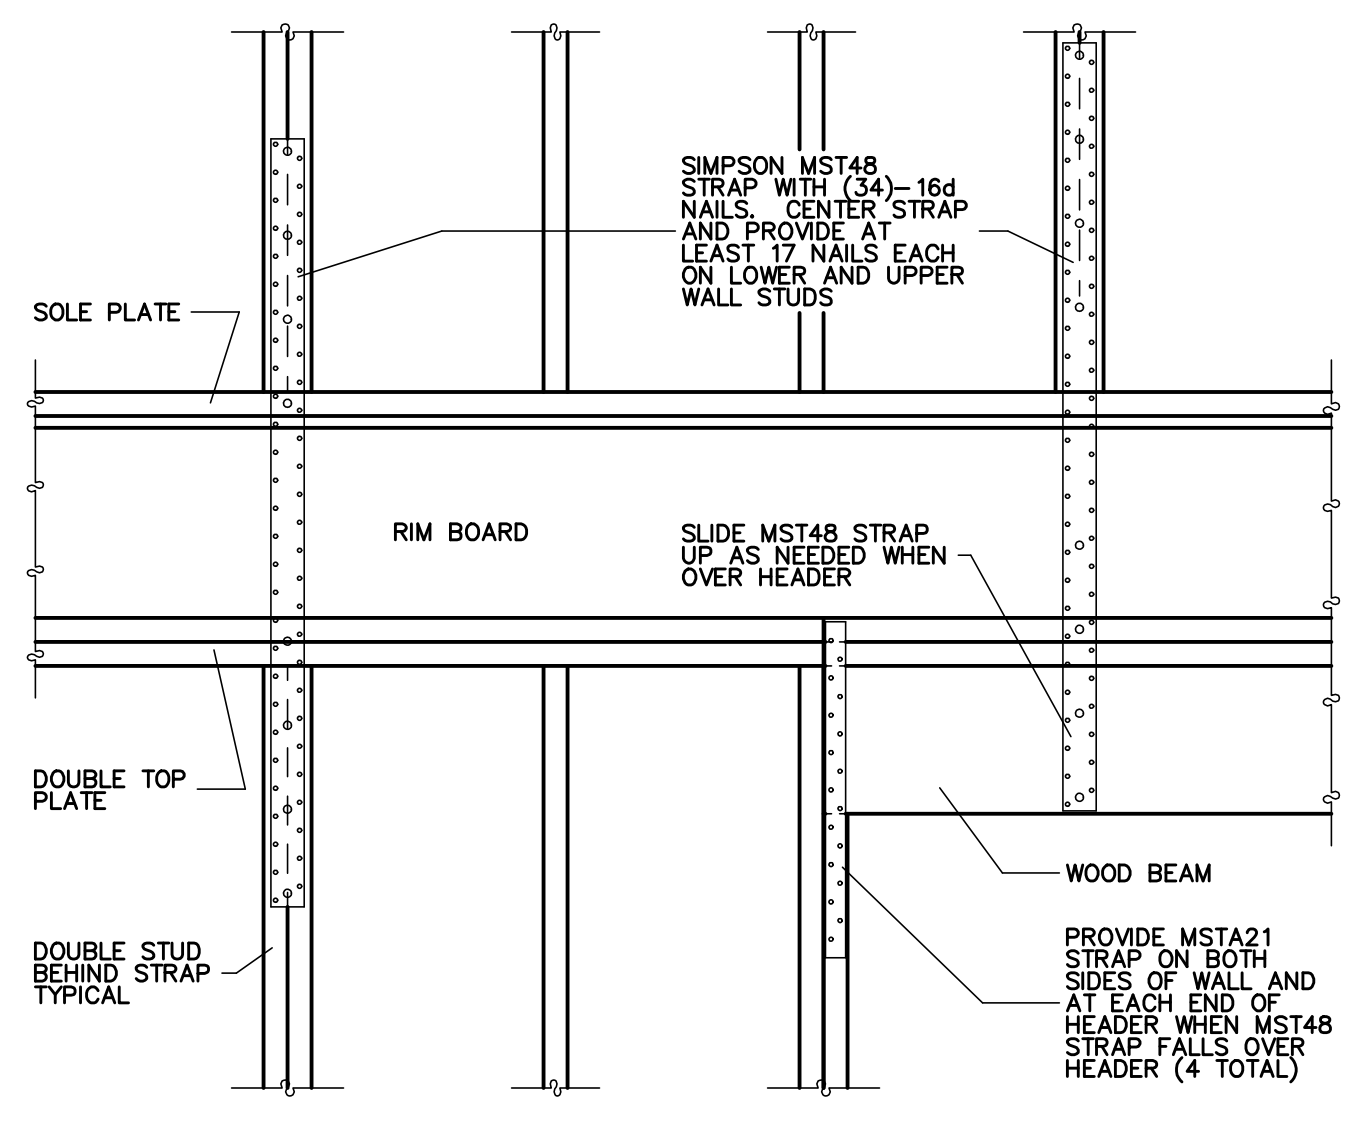 SIMPSON MST48
STRAP WITH (34)-16d
NAILS. CENTER STRAP
AND PROVIDE AT
LEAST 17 NAILS EACH
ON LOWER AND UPPER
WALL STUDS
SOLE PLATE
RIM BOARD
SLIDE MST48 STRAP
UP AS NEEDED WHEN
OVER HEADER
DOUBLE TOP
PLATE
WOOD BEAM
DOUBLE STUD
BEHIND STRAP
TYPICAL
PROVIDE MSTA21
STRAP ON BOTH
SIDES OF WALL AND
AT EACH END OF
HEADER WHEN MST48
STRAP FALLS OVER
HEADER (4 TOTAL)